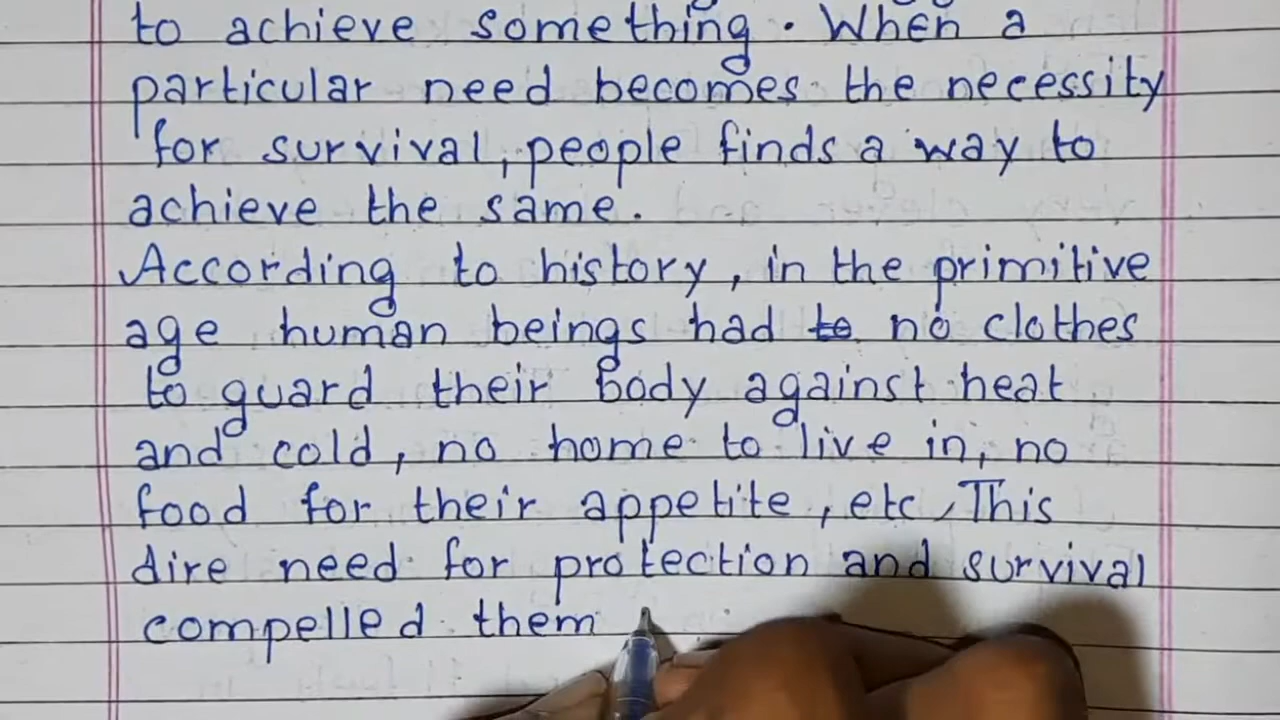 to achieve something. When a
particular need becomes the necessity
for survival, people finds a way to
achieve the same.
According to history, in the primitive
age human beings had to no clothes
to guard their body against heat
and cold, no home to live in, no
food for their appetite, etc, This
dire need for protection and survival
compelled them